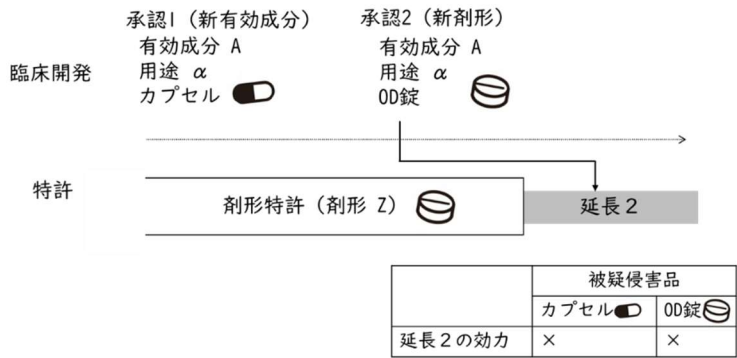 承認1（新有効成分）
有効成分 A
用途 α
カプセル
承認2（新剤形）
有効成分 A
用途 α
OD錠
臨床開発
特許
剤形特許（剤形 Z）
延長２
被疑侵害品
カプセル
OD錠
延長２の効力
×
×